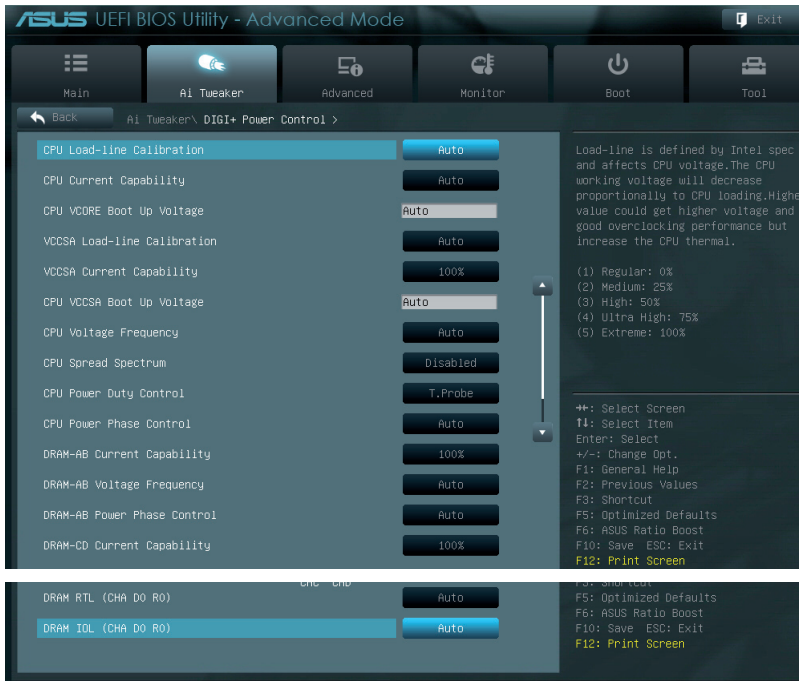 ASUS UEFI BIOS Utility - Advanced Mode
Exit
Main
Ai Tweaker
Advanced
Monitor
Boot
Tool
Back
Ai Tweaker\ DIGI+ Power Control >
CPU Load-line Calibration Auto
CPU Current Capability Auto
CPU VCORE Boot Up Voltage Auto
VCCSA Load-line Calibration Auto
VCCSA Current Capability 100%
CPU VCCSA Boot Up Voltage Auto
CPU Voltage Frequency Auto
CPU Spread Spectrum Disabled
CPU Power Duty Control T.Probe
CPU Power Phase Control Auto
DRAM-AB Current Capability 100%
DRAM-AB Voltage Frequency Auto
DRAM-AB Power Phase Control Auto
DRAM-CD Current Capability 100%
Load-line is defined by Intel spec
and affects CPU voltage.The CPU
working voltage will decrease
proportionally to CPU loading.Highe
value could get higher voltage and
good overclocking performance but
increase the CPU thermal.
(1) Regular: 0%
(2) Medium: 25%
(3) High: 50%
(4) Ultra High: 75%
(5) Extreme: 100%
→←: Select Screen
↑↓: Select Item
Enter: Select
+/-: Change Opt.
F1: General Help
F2: Previous Values
F3: Shortcut
F5: Optimized Defaults
F6: ASUS Ratio Boost
F10: Save ESC: Exit
F12: Print Screen
CHC CHD
DRAM RTL (CHA D0 R0) Auto
DRAM IOL (CHA D0 R0) Auto
F3: Shortcut
F5: Optimized Defaults
F6: ASUS Ratio Boost
F10: Save ESC: Exit
F12: Print Screen